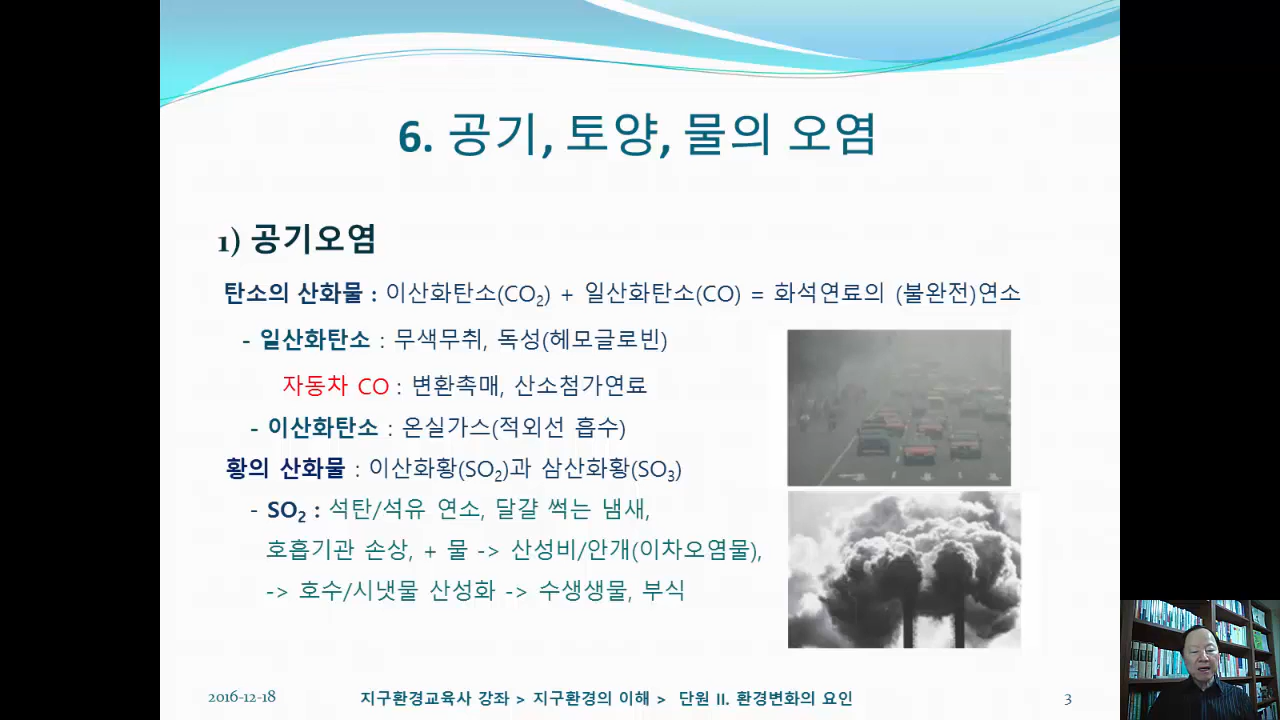 6. 공기, 토양, 물의 오염
1) 공기오염
탄소의 산화물 : 이산화탄소(CO₂) + 일산화탄소(CO) = 화석연료의 (불완전)연소
- 일산화탄소 : 무색무취, 독성(헤모글로빈)
자동차 CO : 변환촉매, 산소첨가연료
- 이산화탄소 : 온실가스(적외선 흡수)
황의 산화물 : 이산화황(SO₂)과 삼산화황(SO₃)
- SO₂ : 석탄/석유 연소, 달걀 썩는 냄새,
호흡기관 손상, + 물 -> 산성비/안개(이차오염물),
-> 호수/시냇물 산성화 -> 수생생물, 부식
2016-12-18
지구환경교육사 강좌 > 지구환경의 이해 > 단원 II. 환경변화의 요인
3